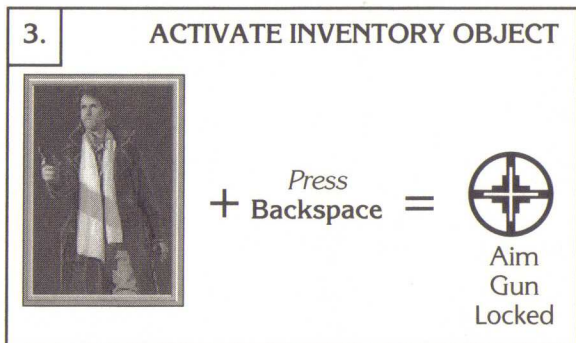 3. ACTIVATE INVENTORY OBJECT
+ Press =
Backspace
Aim
Gun
Locked